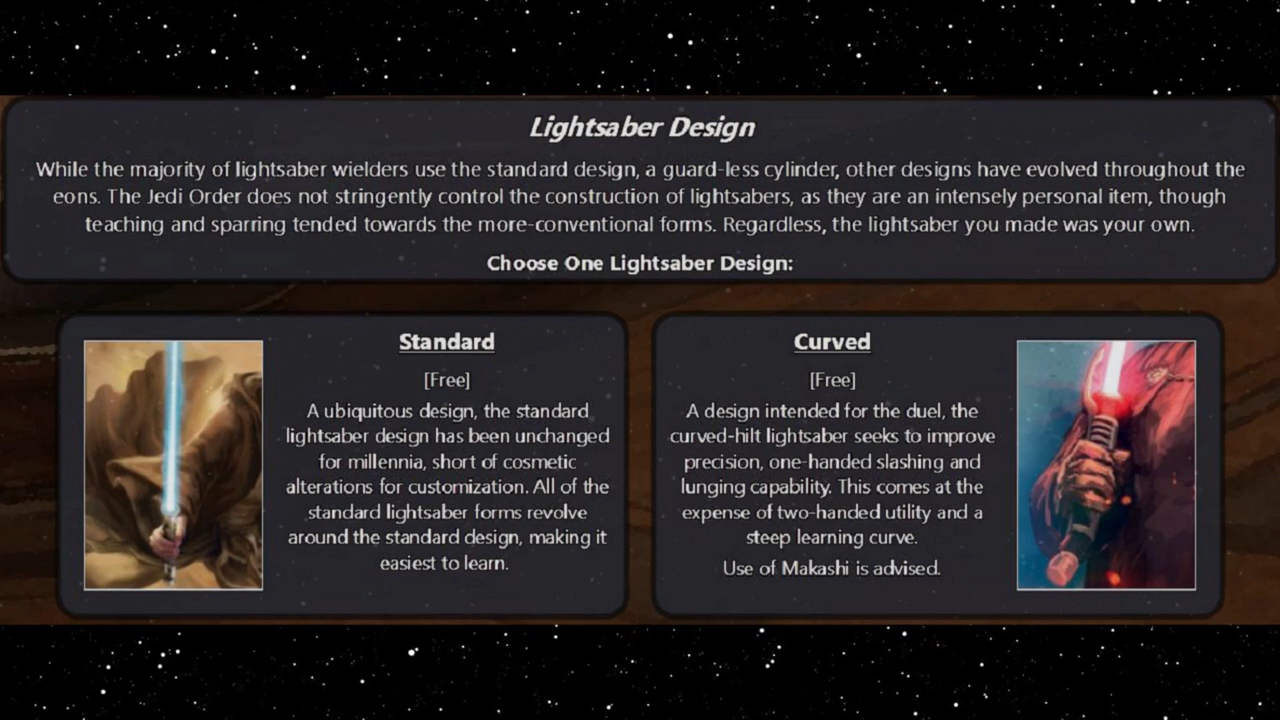 Lightsaber Design
While the majority of lightsaber wielders use the standard design, a guard-less cylinder, other designs have evolved throughout the
eons. The Jedi Order does not stringently control the construction of lightsabers, as they are an intensely personal item, though
teaching and sparring tended towards the more-conventional forms. Regardless, the lightsaber you made was your own.
Choose One Lightsaber Design:
Standard
[Free]
A ubiquitous design, the standard
lightsaber design has been unchanged
for millennia, short of cosmetic
alterations for customization. All of the
standard lightsaber forms revolve
around the standard design, making it
easiest to learn.
Curved
[Free]
A design intended for the duel, the
curved-hilt lightsaber seeks to improve
precision, one-handed slashing and
lunging capability. This comes at the
expense of two-handed utility and a
steep learning curve.
Use of Makashi is advised.